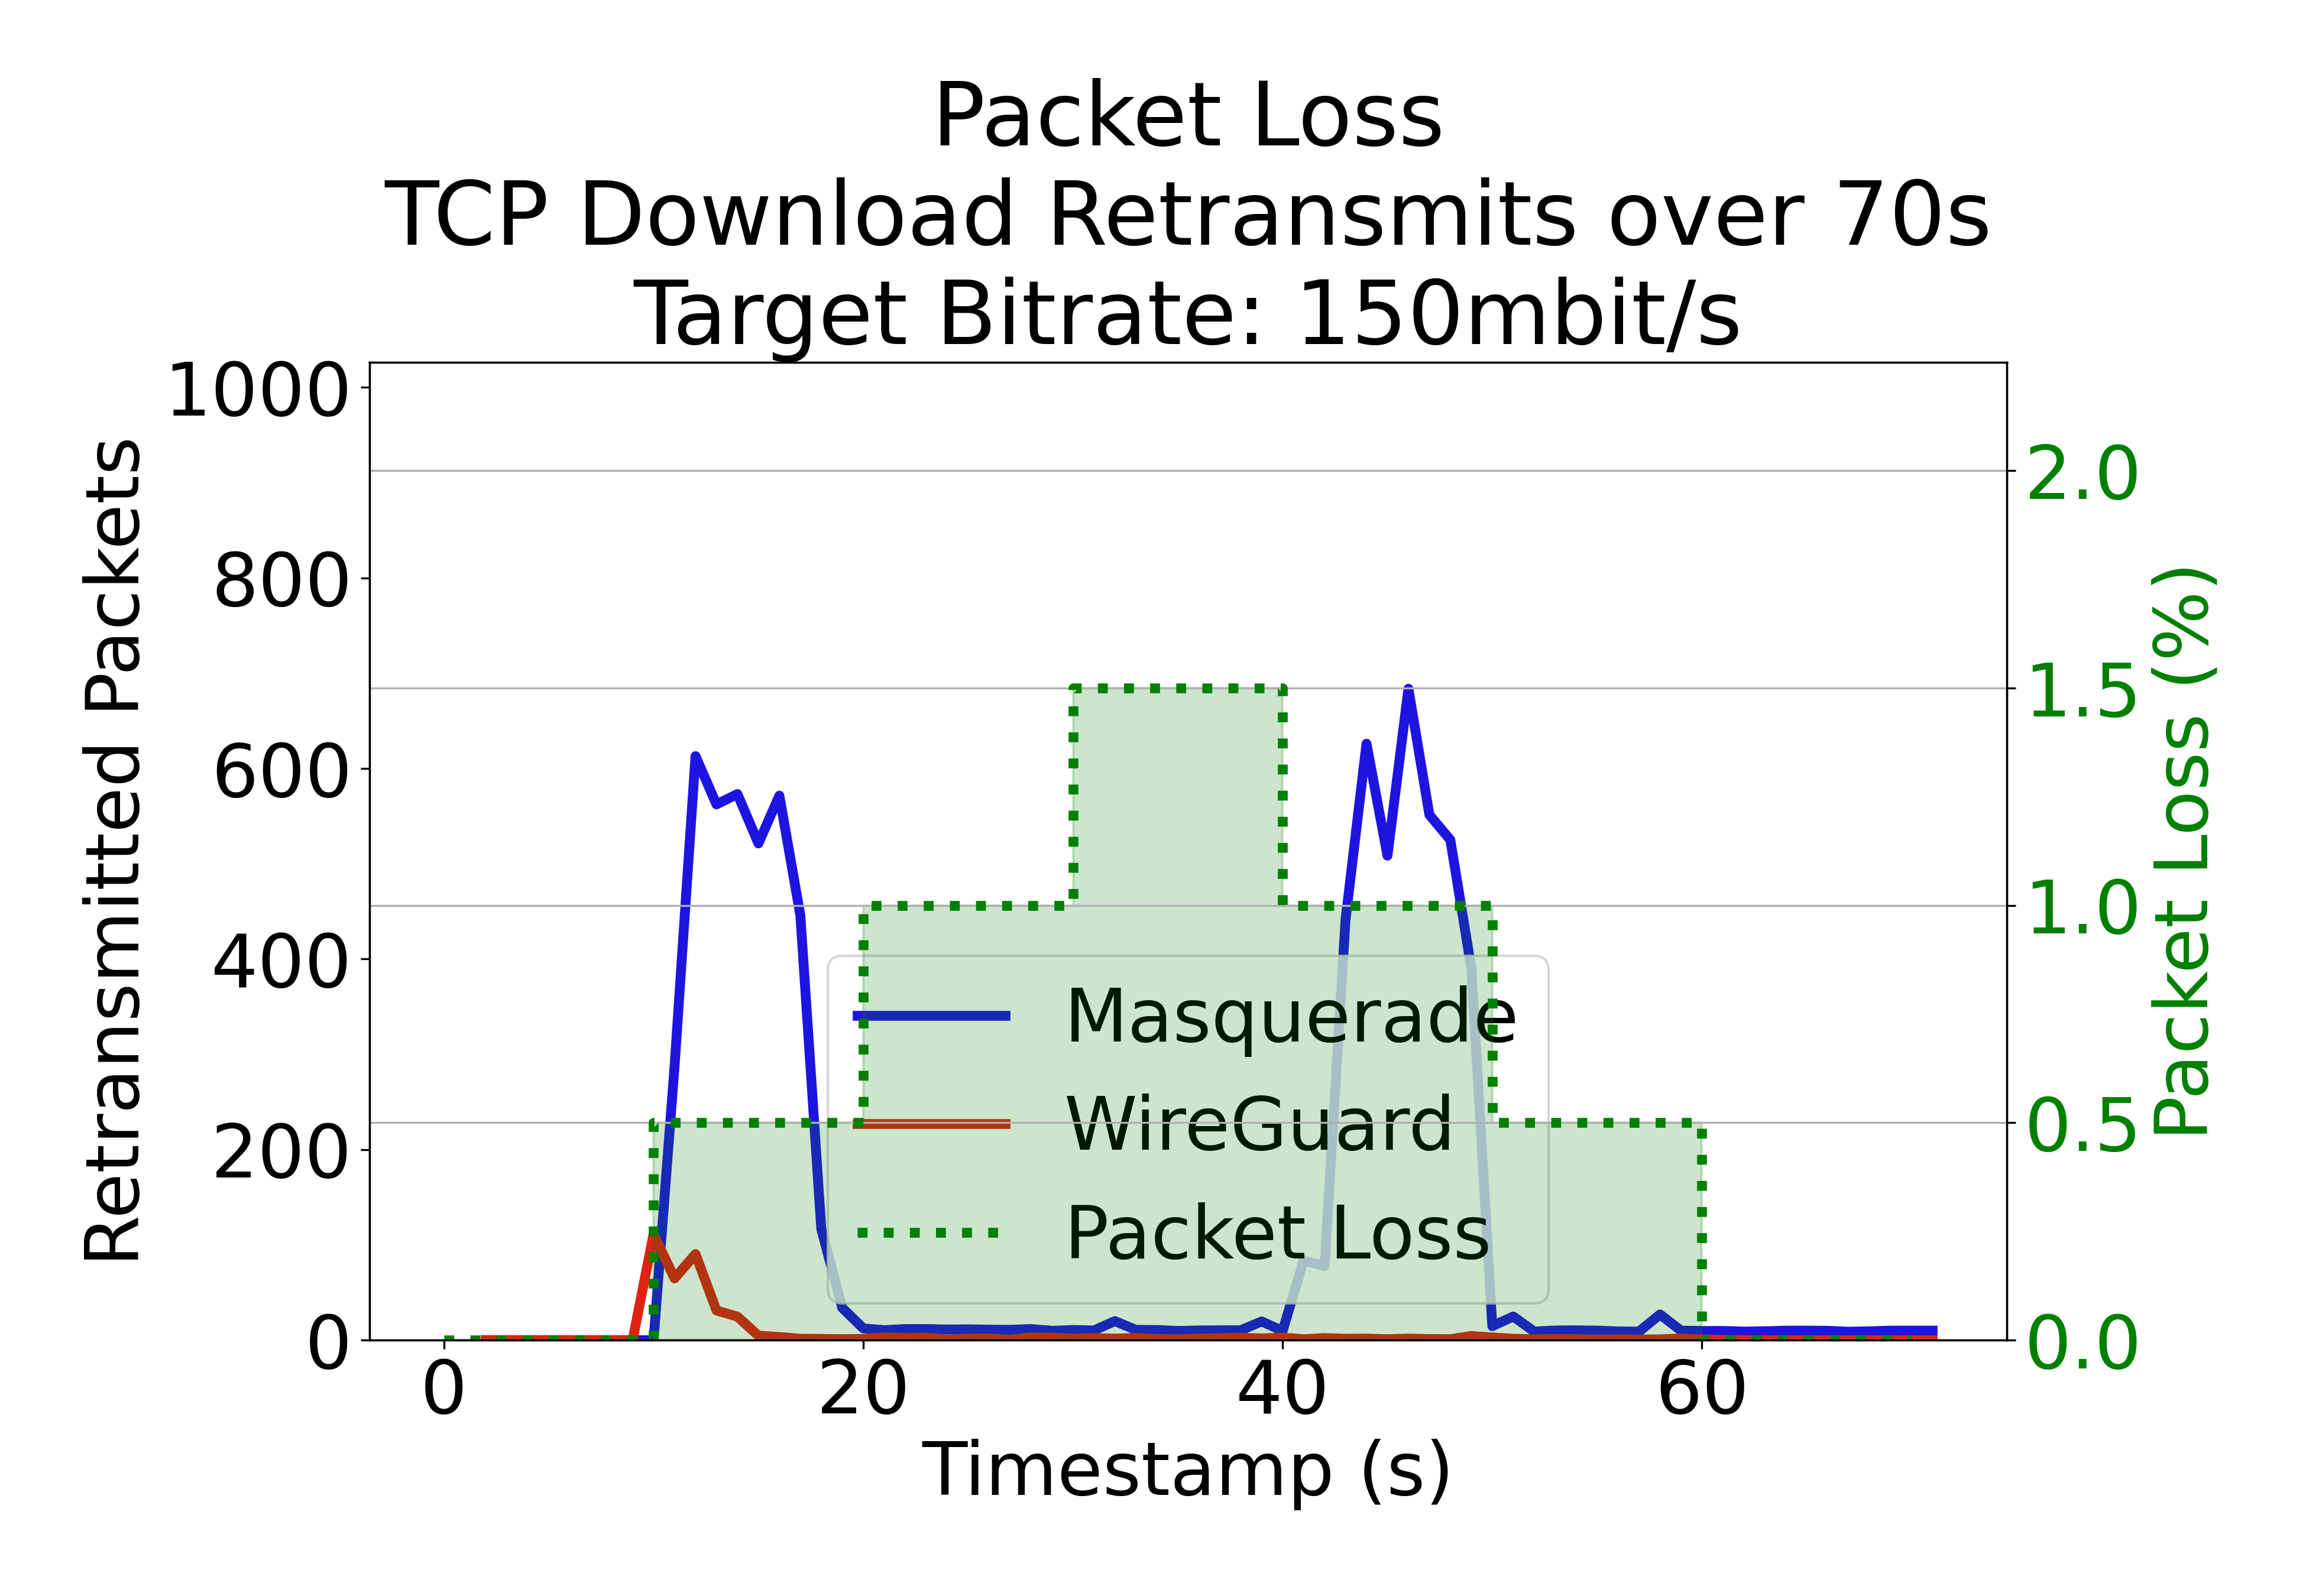 Packet Loss
TCP Download Retransmits over 70s
Target Bitrate: 150mbit/s
Retransmitted Packets
1000
800
600
400
200
0
Masquerade
WireGuard
Packet Loss
2.0
1.5
1.0
0.5
0.0
Packet Loss (%)
0
20
40
60
Timestamp (s)